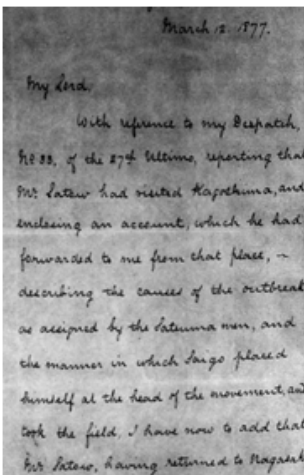 March 12. 1877.
My Lord,
With reference to my Despatch,
No 33, of the 27th Ultimo, reporting that
Mr. Satow had visited Kagoshima, and
enclosing an account, which he had
forwarded to me from that place, –
describing the causes of the outbreak
as assigned by the Satsuma men, and
the manner in which Saigo placed
himself at the head of the movement, and
took the field, I have now to add that
Mr. Satow, having returned to Nagasaki